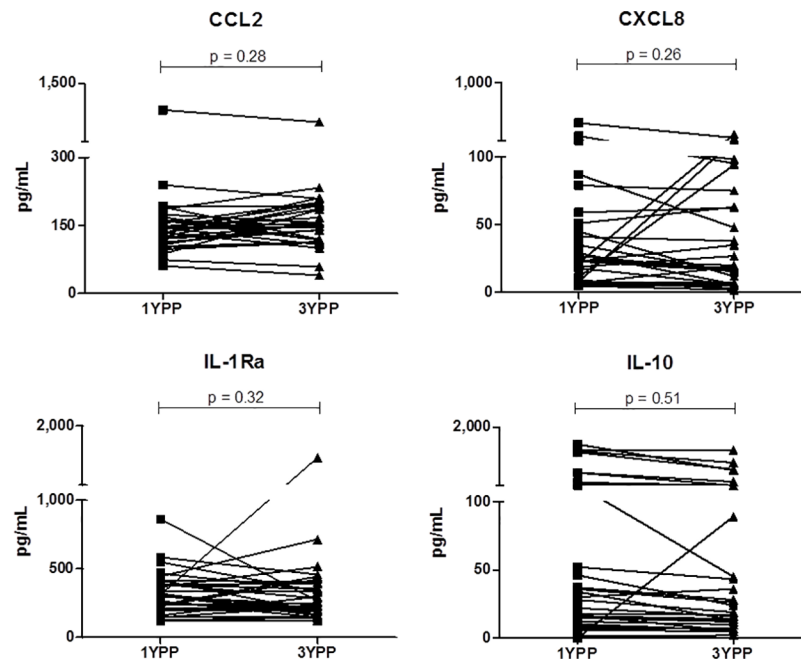 CCL2
p = 0.28
1,500
300
150
0
pg/mL
1YPP
3YPP
CXCL8
p = 0.26
1,000
100
50
0
pg/mL
1YPP
3YPP
IL-1Ra
p = 0.32
2,000
1,000
500
0
pg/mL
1YPP
3YPP
IL-10
p = 0.51
2,000
100
50
0
pg/mL
1YPP
3YPP